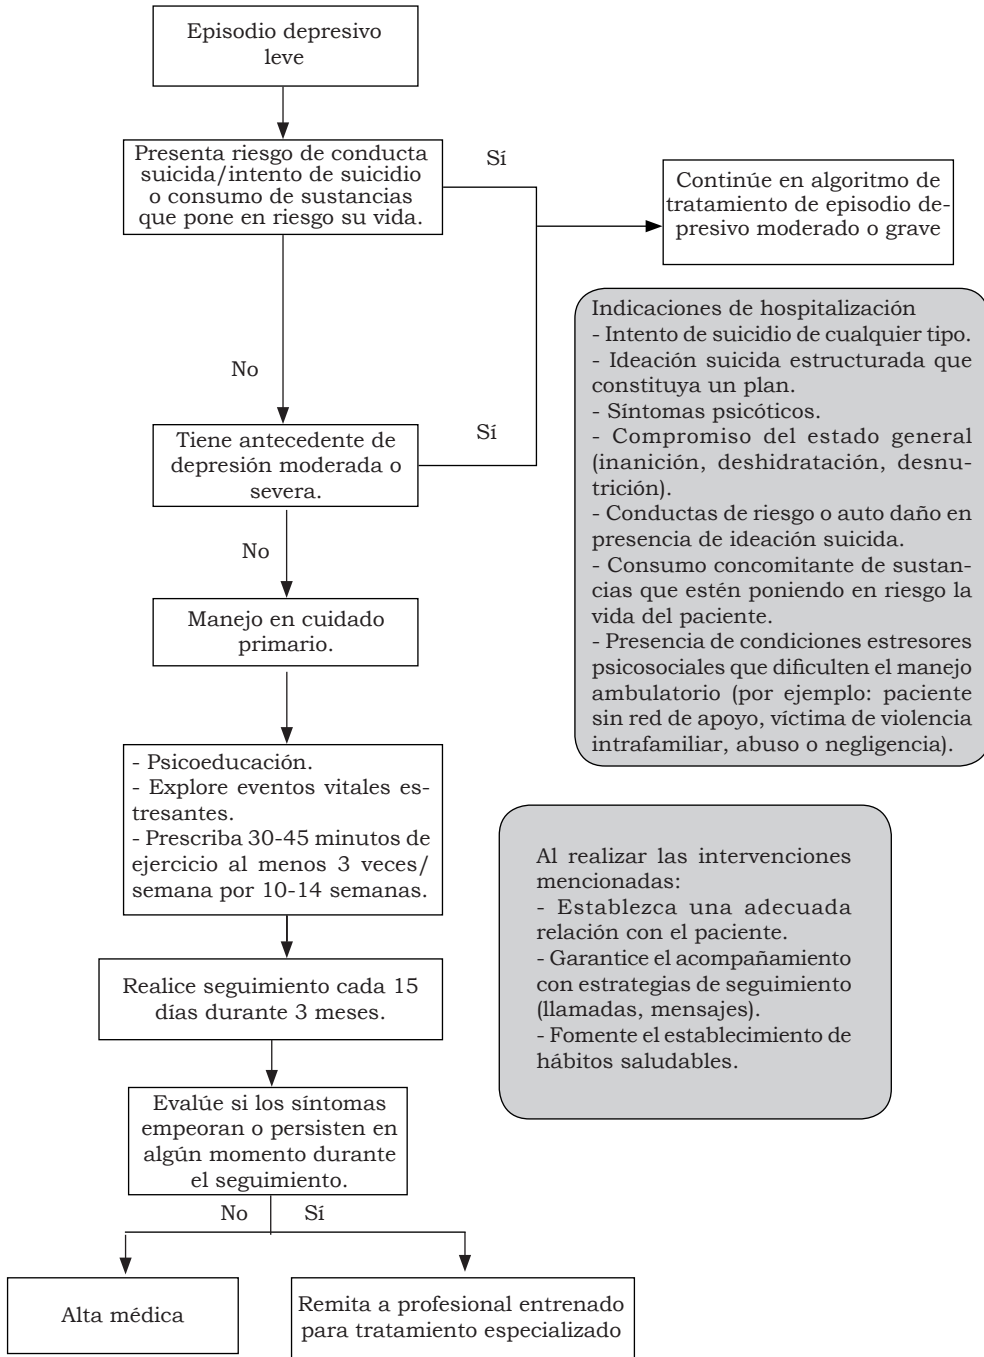 Episodio depresivo
leve
Presenta riesgo de conducta
suicida/intento de suicidio
o consumo de sustancias
que pone en riesgo su vida.
Sí
Continúe en algoritmo de
tratamiento de episodio de-
presivo moderado o grave
Indicaciones de hospitalización
- Intento de suicidio de cualquier tipo.
- Ideación suicida estructurada que
constituya un plan.
- Síntomas psicóticos.
- Compromiso del estado general
(inanición, deshidratación, desnu-
trición).
- Conductas de riesgo o auto daño en
presencia de ideación suicida.
- Consumo concomitante de sustan-
cias que estén poniendo en riesgo la
vida del paciente.
- Presencia de condiciones estresores
psicosociales que dificulten el manejo
ambulatorio (por ejemplo: paciente
sin red de apoyo, víctima de violencia
intrafamiliar, abuso o negligencia).
No
Tiene antecedente de
depresión moderada o
severa.
Sí
No
Manejo en cuidado
primario.
- Psicoeducación.
- Explore eventos vitales es-
tresantes.
- Prescriba 30-45 minutos de
ejercicio al menos 3 veces/
semana por 10-14 semanas.
Al realizar las intervenciones
mencionadas:
- Establezca una adecuada
relación con el paciente.
- Garantice el acompañamiento
con estrategias de seguimiento
(llamadas, mensajes).
- Fomente el establecimiento de
hábitos saludables.
Realice seguimiento cada 15
días durante 3 meses.
Evalúe si los síntomas
empeoran o persisten en
algún momento durante
el seguimiento.
No
Sí
Alta médica
Remita a profesional entrenado
para tratamiento especializado